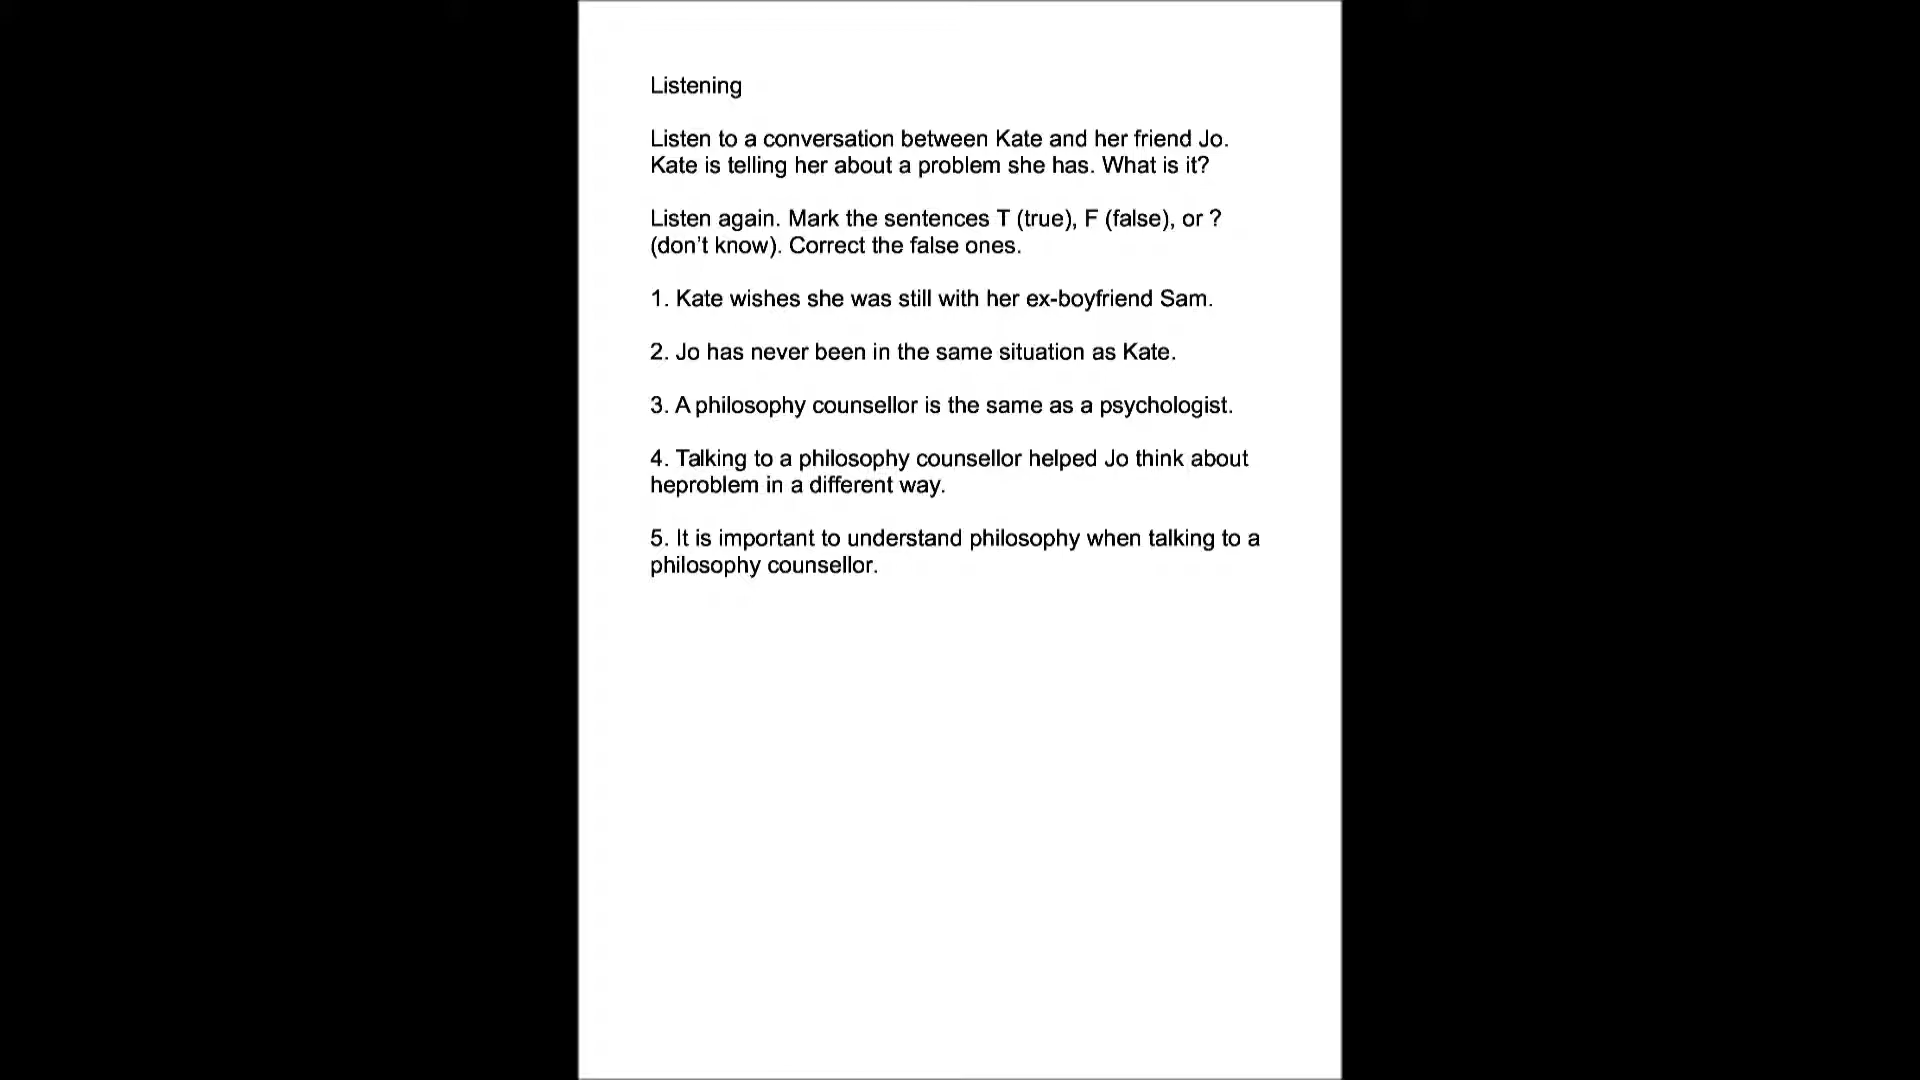 Listening
Listen to a conversation between Kate and her friend Jo.
Kate is telling her about a problem she has. What is it?
Listen again. Mark the sentences T (true), F (false), or ?
(don’t know). Correct the false ones.
1. Kate wishes she was still with her ex-boyfriend Sam.
2. Jo has never been in the same situation as Kate.
3. A philosophy counsellor is the same as a psychologist.
4. Talking to a philosophy counsellor helped Jo think about
heproblem in a different way.
5. It is important to understand philosophy when talking to a
philosophy counsellor.